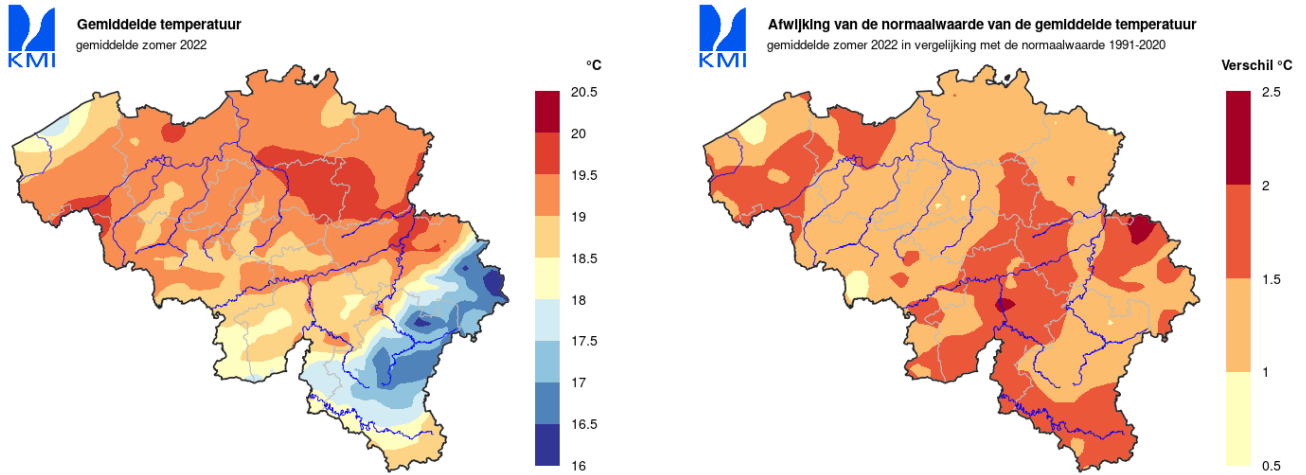 KMI
Gemiddelde temperatuur
gemiddelde zomer 2022
°C
20.5
20
19.5
19
18.5
18
17.5
17
16.5
16
KMI
Afwijking van de normaalwaarde van de gemiddelde temperatuur
gemiddelde zomer 2022 in vergelijking met de normaalwaarde 1991-2020
Verschil °C
2.5
2
1.5
1
0.5